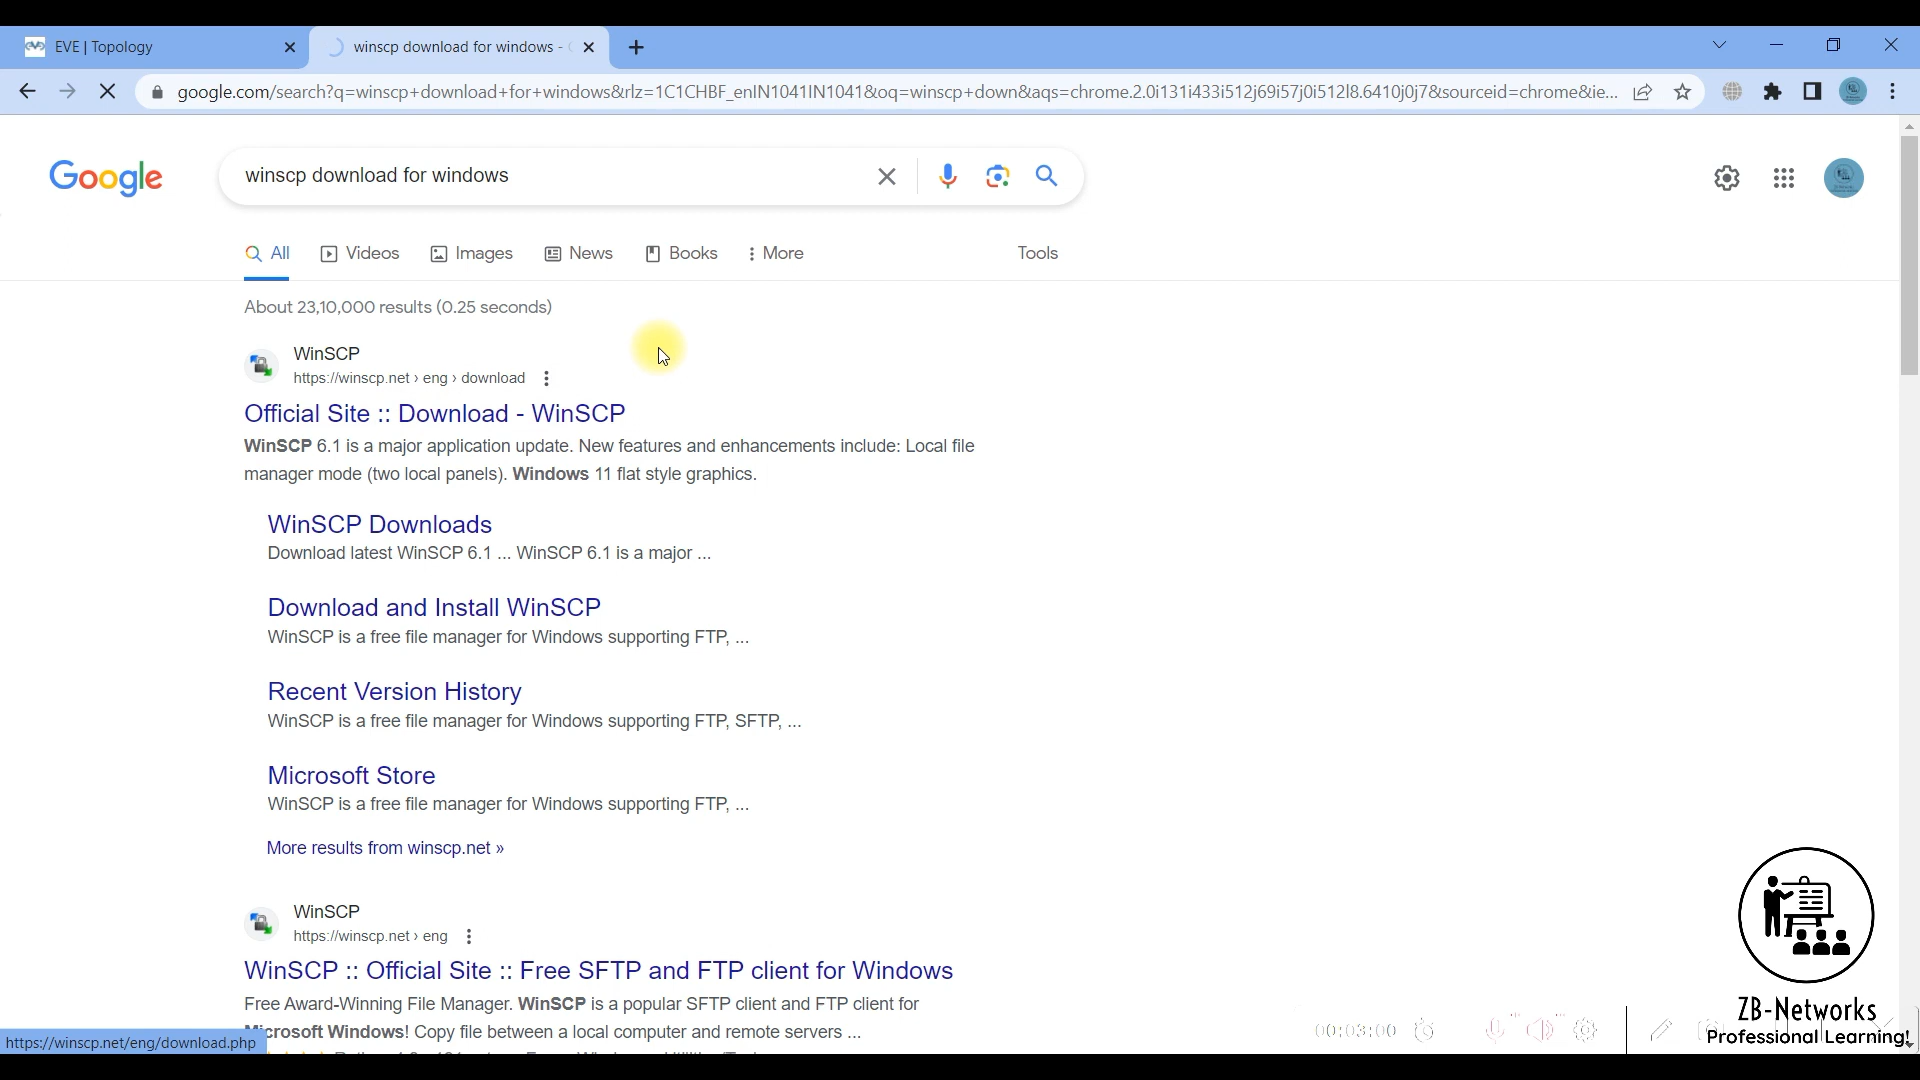 EVE | Topology
winscp download for windows -
google.com/search?q=winscp+download+for+windows&rlz=1C1CHBF_enIN1041IN1041&oq=winscp+down&aqs=chrome.2.0i131i433i512j69i57j0i512l8.6410j0j7&sourceid=chrome&ie...
Google
winscp download for windows
All
Videos
Images
News
Books
More
Tools
About 23,10,000 results (0.25 seconds)
WinSCP
https://winscp.net › eng › download
Official Site :: Download - WinSCP
WinSCP 6.1 is a major application update. New features and enhancements include: Local file
manager mode (two local panels). Windows 11 flat style graphics.
WinSCP Downloads
Download latest WinSCP 6.1 ... WinSCP 6.1 is a major ...
Download and Install WinSCP
WinSCP is a free file manager for Windows supporting FTP, ...
Recent Version History
WinSCP is a free file manager for Windows supporting FTP, SFTP, ...
Microsoft Store
WinSCP is a free file manager for Windows supporting FTP, ...
More results from winscp.net »
WinSCP
https://winscp.net › eng
WinSCP :: Official Site :: Free SFTP and FTP client for Windows
Free Award-Winning File Manager. WinSCP is a popular SFTP client and FTP client for
Microsoft Windows! Copy file between a local computer and remote servers ...
https://winscp.net/eng/download.php
00:03:00
ZB-Networks
Professional Learning!